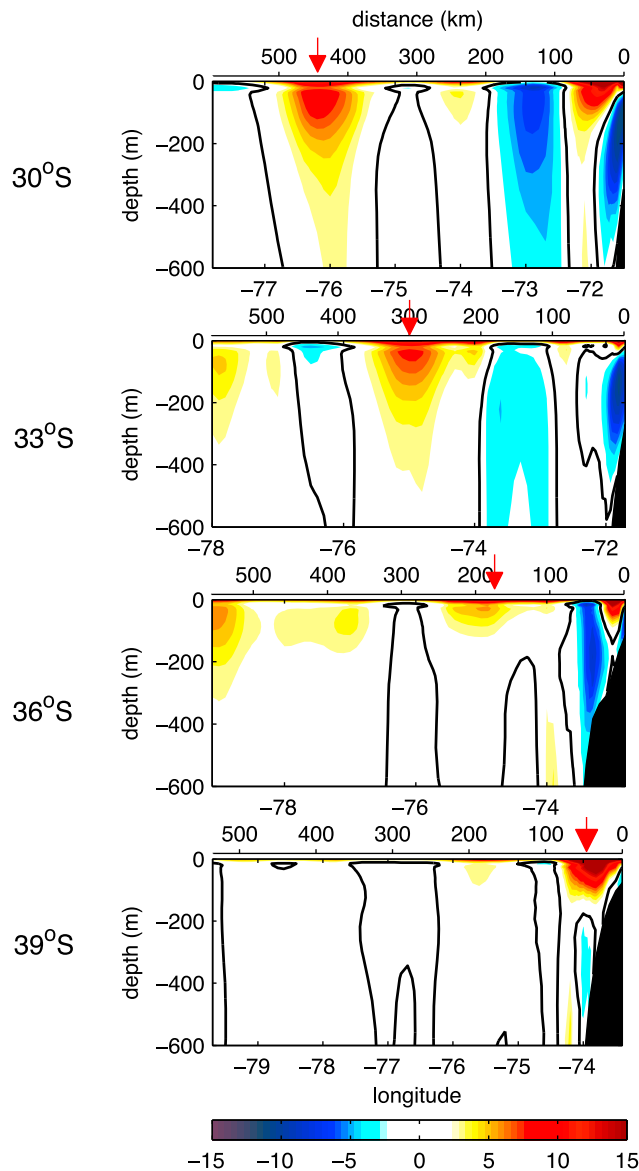 distance (km)
500 400 300 200 100 0
0
−200
−400
−600
depth (m)
30°S
−77 −76 −75 −74 −73 −72
500 400 300 200 100 0
0
−200
−400
−600
depth (m)
33°S
−78 −76 −74 −72
500 400 300 200 100 0
0
−200
−400
−600
depth (m)
36°S
−78 −76 −74
500 400 300 200 100 0
0
−200
−400
−600
depth (m)
39°S
−79 −78 −77 −76 −75 −74
longitude
−15 −10 −5 0 5 10 15